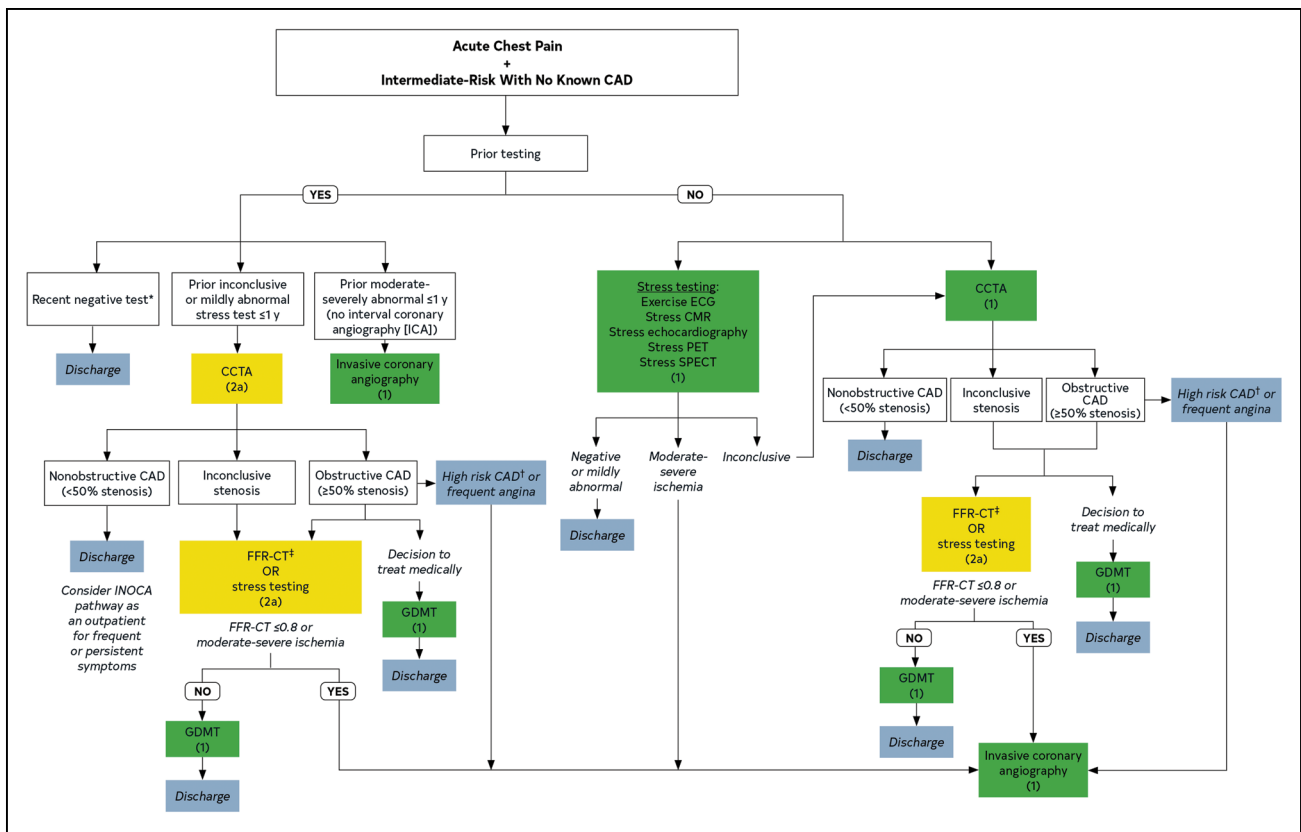 Acute Chest Pain
+
Intermediate-Risk With No Known CAD
Prior testing
YES
NO
Recent negative test*
Discharge
Prior inconclusive
or mildly abnormal
stress test ≤1 y
CCTA
(2a)
Prior moderate-
severely abnormal ≤1 y
(no interval coronary
angiography [ICA])
Invasive coronary
angiography
(1)
Nonobstructive CAD
(<50% stenosis)
Discharge
Consider INOCA
pathway as
an outpatient
for frequent
or persistent
symptoms
Inconclusive
stenosis
Obstructive CAD
(≥50% stenosis)
High risk CAD† or
frequent angina
FFR-CT‡
OR
stress testing
(2a)
Decision to
treat medically
GDMT
(1)
Discharge
FFR-CT ≤0.8 or
moderate-severe ischemia
NO
YES
GDMT
(1)
Discharge
Stress testing:
Exercise ECG
Stress CMR
Stress echocardiography
Stress PET
Stress SPECT
(1)
Negative
or mildly
abnormal
Discharge
Moderate-
severe
ischemia
Inconclusive
CCTA
(1)
Nonobstructive CAD
(<50% stenosis)
Discharge
Inconclusive
stenosis
Obstructive
CAD
(≥50% stenosis)
High risk CAD† or
frequent angina
FFR-CT‡
OR
stress testing
(2a)
Decision to
treat medically
GDMT
(1)
Discharge
FFR-CT ≤0.8 or
moderate-severe ischemia
NO
YES
GDMT
(1)
Discharge
Invasive coronary
angiography
(1)